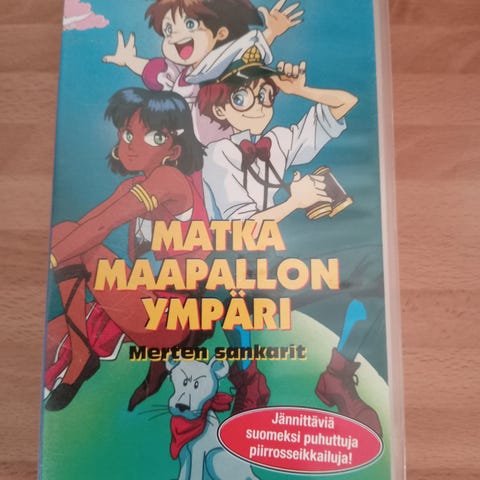 MATKA
MAAPALLON
YMPÄRI
Merten sankarit
Jännittäviä
suomeksi puhuttuja
piirrosseikkailuja!